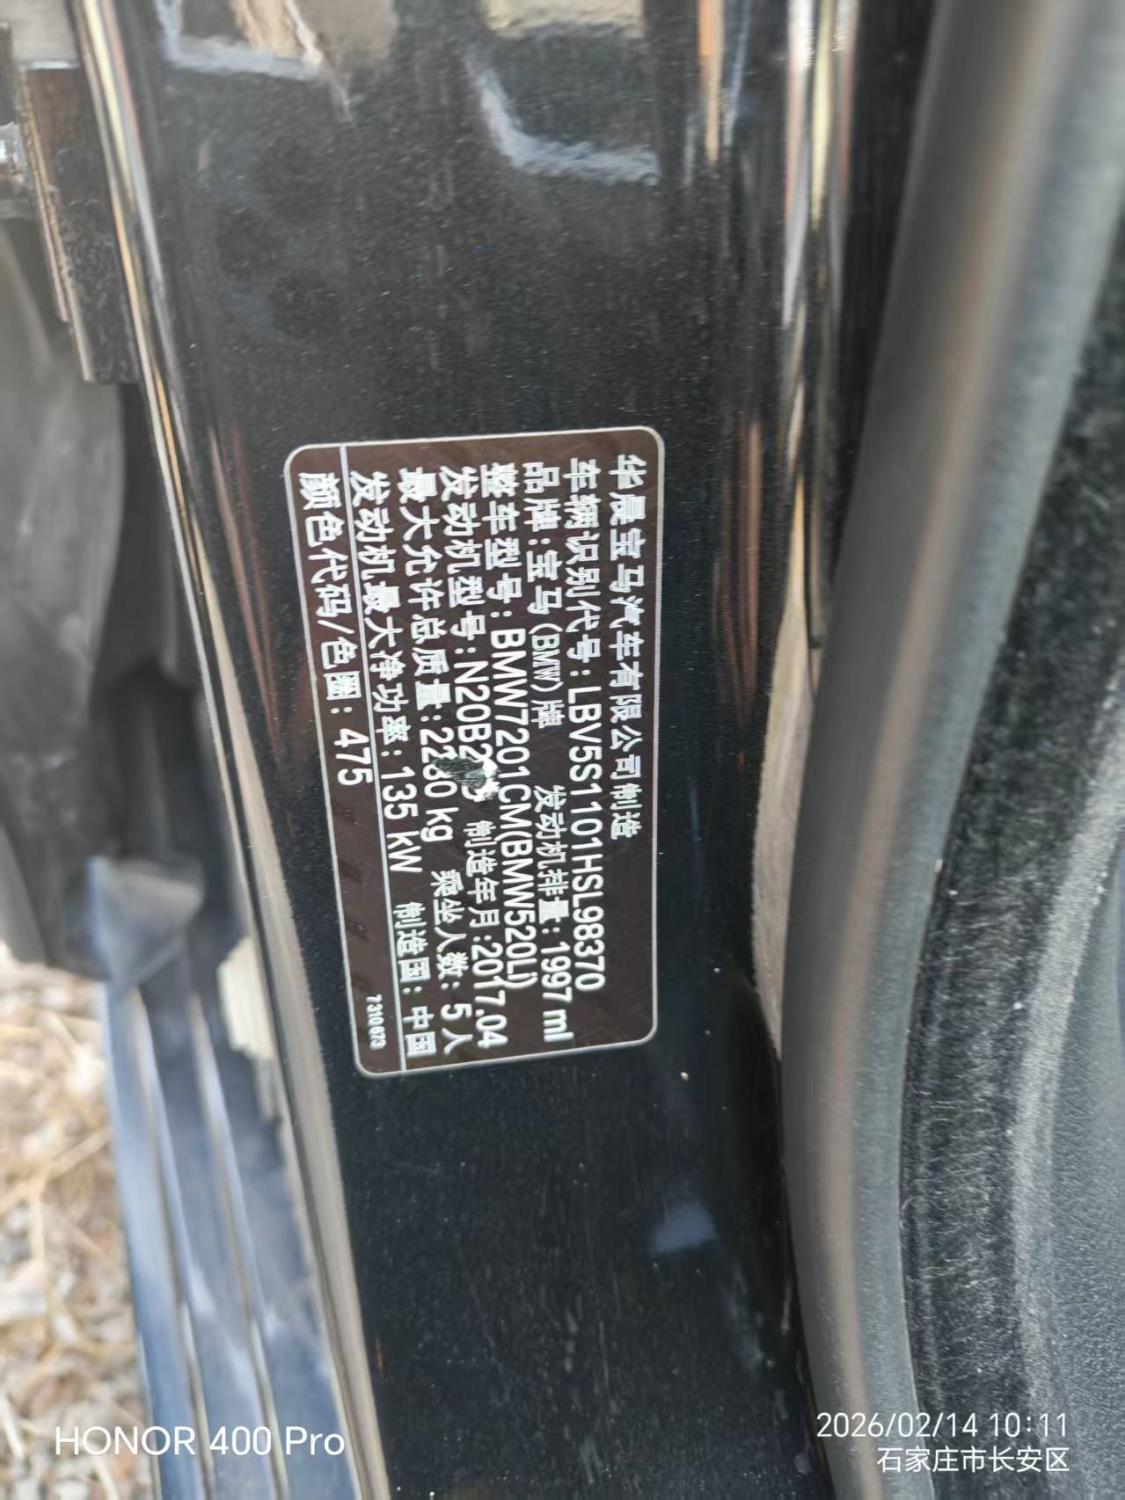 华晨宝马汽车有限公司制造
车辆识别代号：LBV5S1101HSL98370
品牌：宝马(BMW)牌 发动机排量：1997 ml
整车型号：BMW7201CM(BMW520Li)
发动机型号：N20B20 制造年月：2017.04
最大允许总质量：2280 kg 乘坐人数：5人
发动机最大净功率：135 kW 制造国：中国
颜色代码/色圈：475
7310673
HONOR 400 Pro
2026/02/14 10:11
石家庄市长安区